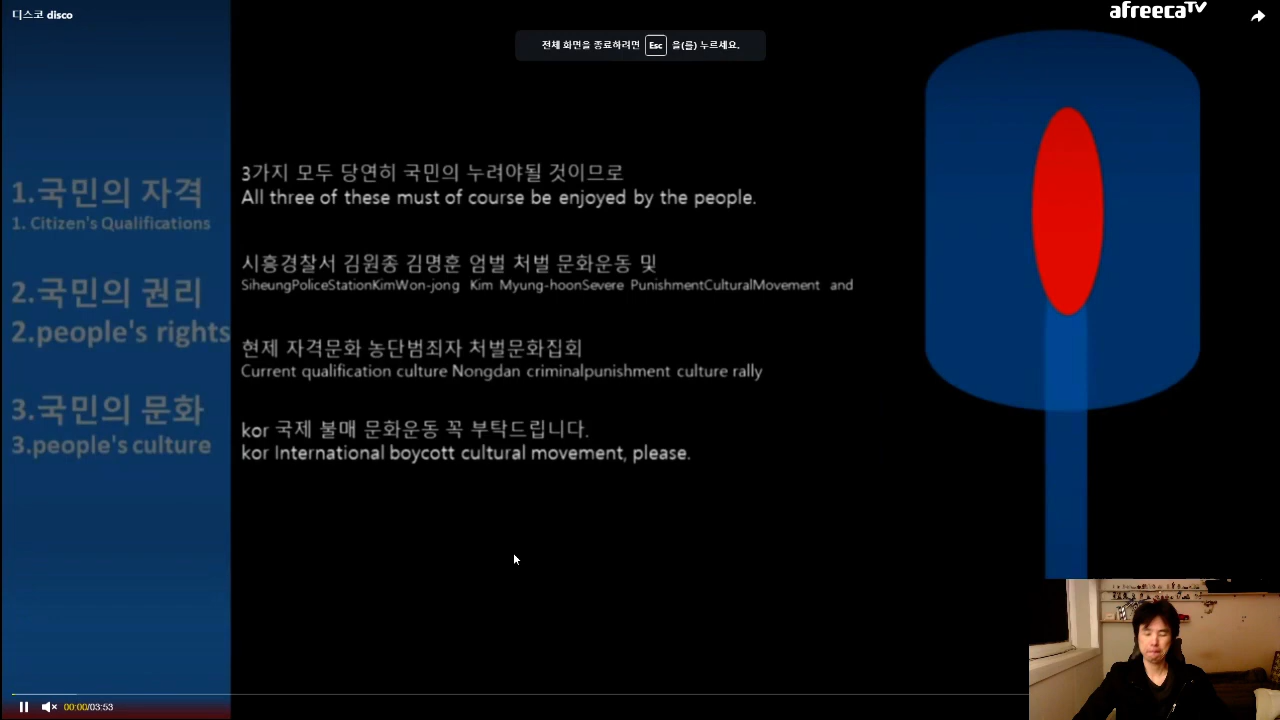 디스코 disco
afreecaTV
전체 화면을 종료하려면 Esc 을(를) 누르세요.
1.국민의 자격
1. Citizen's Qualifications
2.국민의 권리
2.people's rights
3.국민의 문화
3.people's culture
3가지 모두 당연히 국민의 누려야될 것이므로
All three of these must of course be enjoyed by the people.
시흥경찰서 김원종 김명훈 엄벌 처벌 문화운동 및
SiheungPoliceStationKimWon-jong Kim Myung-hoonSevere PunishmentCulturalMovement and
현제 자격문화 농단범죄자 처벌문화집회
Current qualification culture Nongdan criminalpunishment culture rally
kor 국제 불매 문화운동 꼭 부탁드립니다.
kor International boycott cultural movement, please.
00:00/03:53